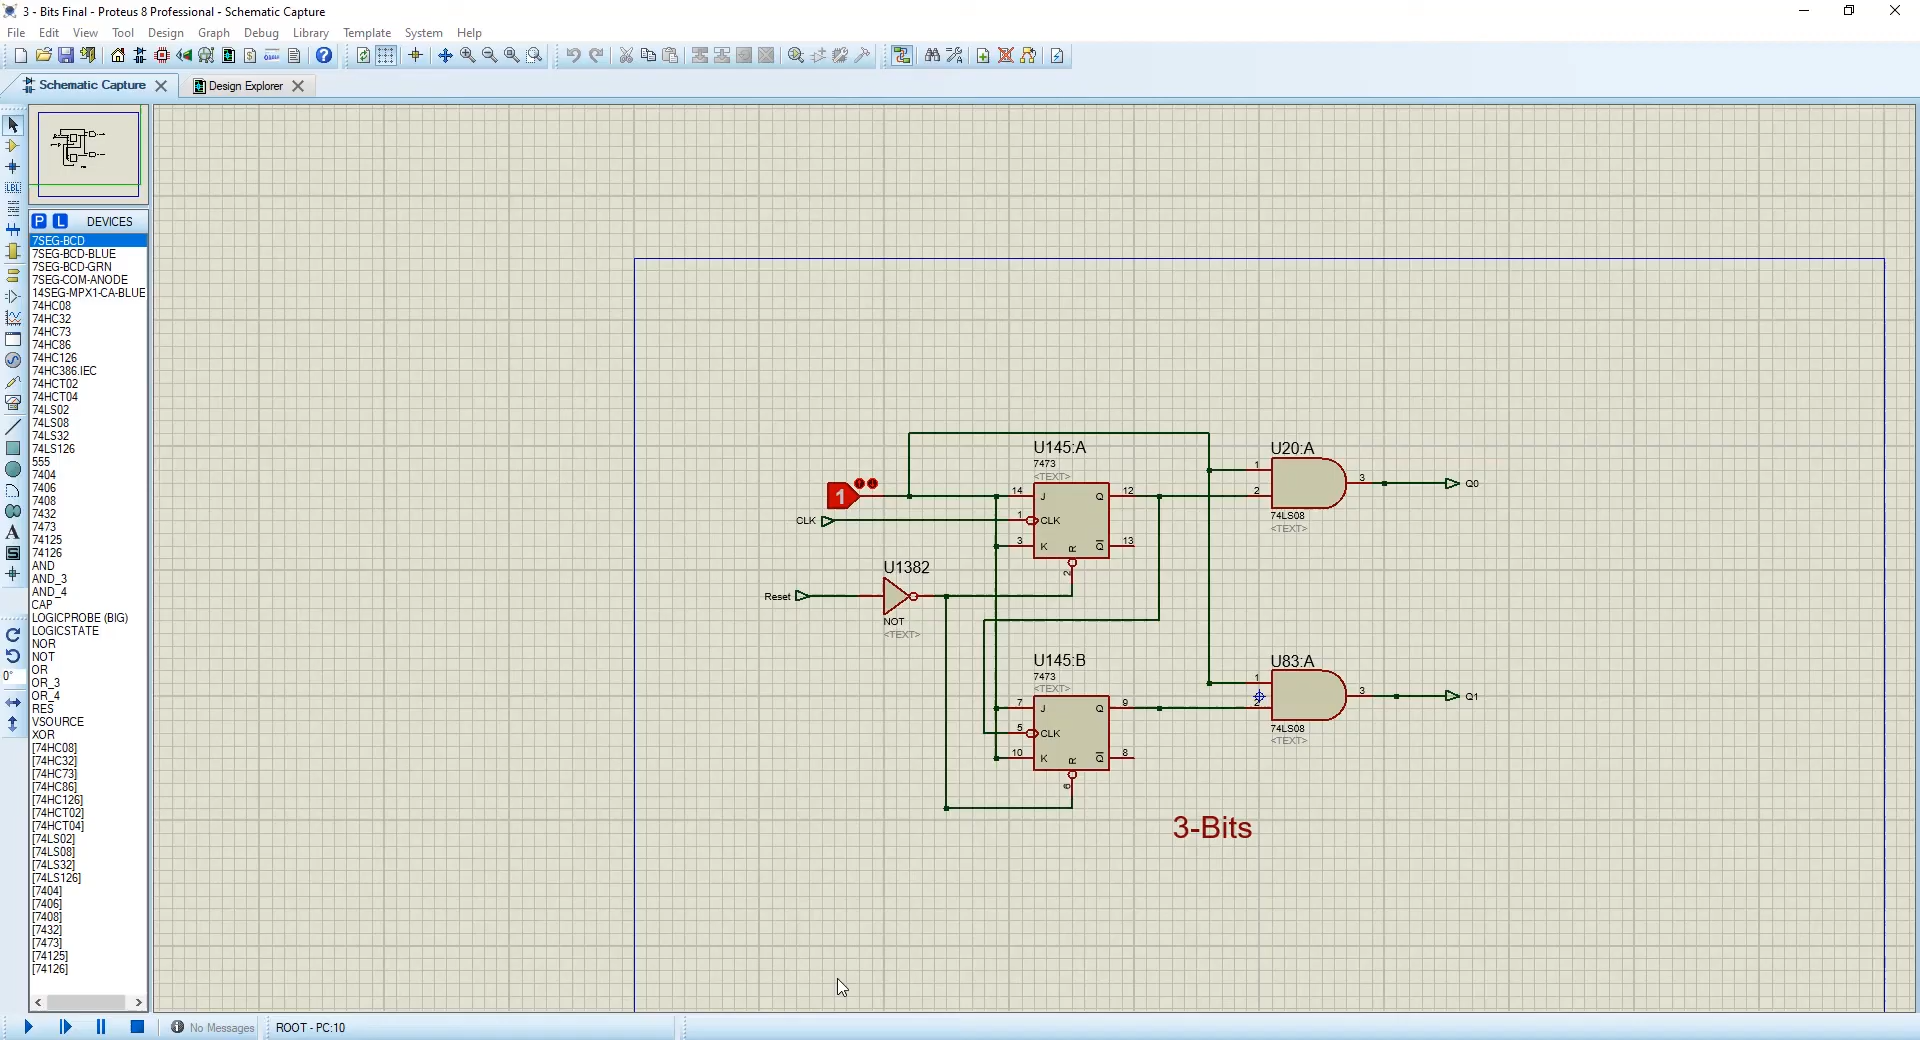 3 - Bits Final - Proteus 8 Professional - Schematic Capture
File Edit View Tool Design Graph Debug Library Template System Help
Schematic Capture
Design Explorer
P L DEVICES
7SEG-BCD
7SEG-BCD-BLUE
7SEG-BCD-GRN
7SEG-COM-ANODE
14SEG-MPX1-CA-BLUE
74HC08
74HC32
74HC73
74HC86
74HC126
74HC386.IEC
74HCT02
74HCT04
74LS02
74LS08
74LS32
74LS126
555
7404
7406
7408
7432
7473
74125
74126
AND
AND_3
AND_4
CAP
LOGICPROBE (BIG)
LOGICSTATE
NOR
NOT
OR
OR_3
OR_4
RES
VSOURCE
XOR
[74HC08]
[74HC32]
[74HC73]
[74HC86]
[74HC126]
[74HCT02]
[74HCT04]
[74LS02]
[74LS08]
[74LS32]
[74LS126]
[7404]
[7406]
[7408]
[7432]
[7473]
[74125]
[74126]
LBL
A
S
0°
U145:A
7473
<TEXT>
1
14 J Q 12
CLK
1 CLK
3 K R Q 13
2
U20:A
1
2
3
Q0
74LS08
<TEXT>
U1382
Reset
NOT
<TEXT>
U145:B
7473
<TEXT>
7 J Q 9
5 CLK
10 K R Q 8
6
U83:A
1
2
3
Q1
74LS08
<TEXT>
3-Bits
No Messages
ROOT - PC:10